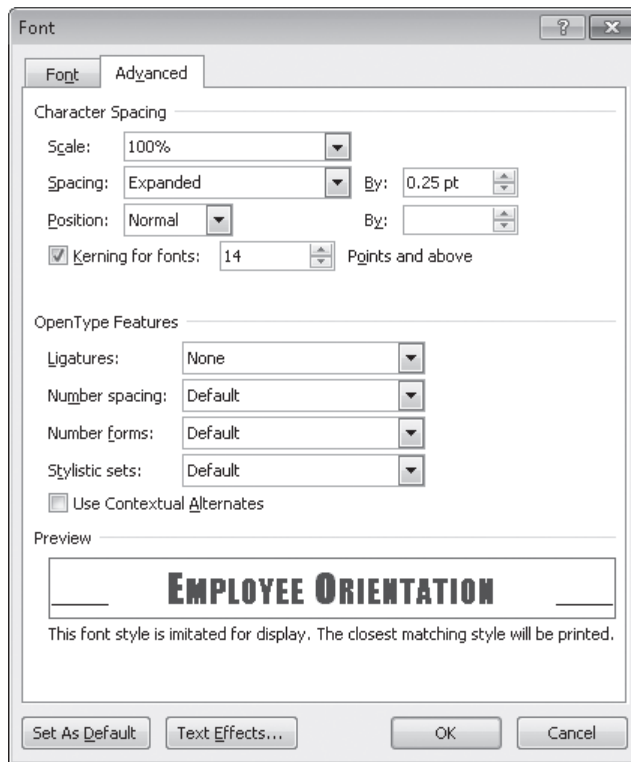 Font
Font Advanced
Character Spacing
Scale: 100%
Spacing: Expanded By: 0.25 pt
Position: Normal By:
Kerning for fonts: 14 Points and above
OpenType Features
Ligatures: None
Number spacing: Default
Number forms: Default
Stylistic sets: Default
Use Contextual Alternates
Preview
EMPLOYEE ORIENTATION
This font style is imitated for display. The closest matching style will be printed.
Set As Default Text Effects... OK Cancel